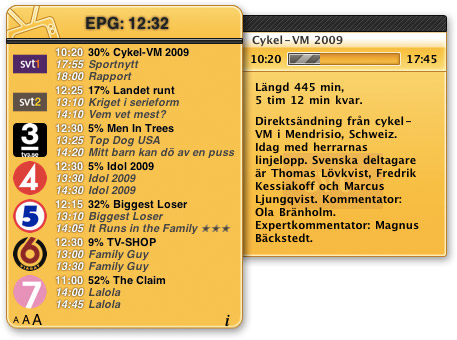 EPG: 12:32
svt1
10:20 30% Cykel-VM 2009
17:55 Sportnytt
18:00 Rapport
svt2
12:25 17% Landet runt
13:10 Kriget i serieform
14:10 Vem vet mest?
3
tv3.se
12:30 5% Men In Trees
13:25 Top Dog USA
14:20 Mitt barn kan dö av en puss
4
12:30 5% Idol 2009
13:30 Idol 2009
14:30 Idol 2009
5
12:15 32% Biggest Loser
13:10 Biggest Loser
14:05 It Runs in the Family ★★★
6
12:30 9% TV-SHOP
13:00 Family Guy
13:30 Family Guy
7
11:00 52% The Claim
14:00 Lalola
14:45 Lalola
A A A
i
Cykel-VM 2009
10:20 17:45
Längd 445 min,
5 tim 12 min kvar.
Direktsändning från cykel-
VM i Mendrisio, Schweiz.
Idag med herrarnas
linjelopp. Svenska deltagare
är Thomas Lövkvist, Fredrik
Kessiakoff och Marcus
Ljungqvist. Kommentator:
Ola Bränholm.
Expertkommentator: Magnus
Bäckstedt.